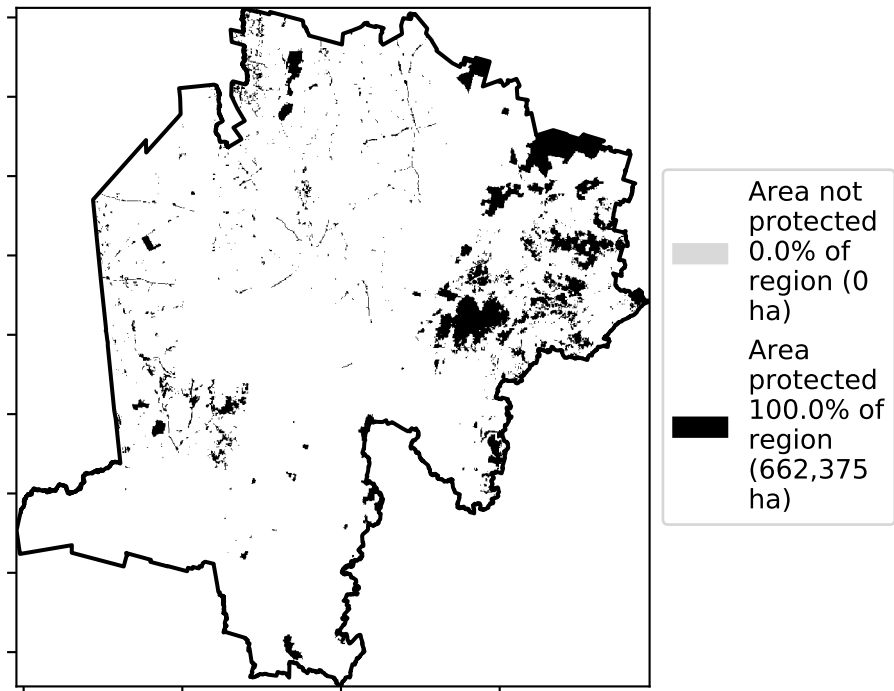 Area not
protected
0.0% of
region (0
ha)
Area
protected
100.0% of
region
(662,375
ha)